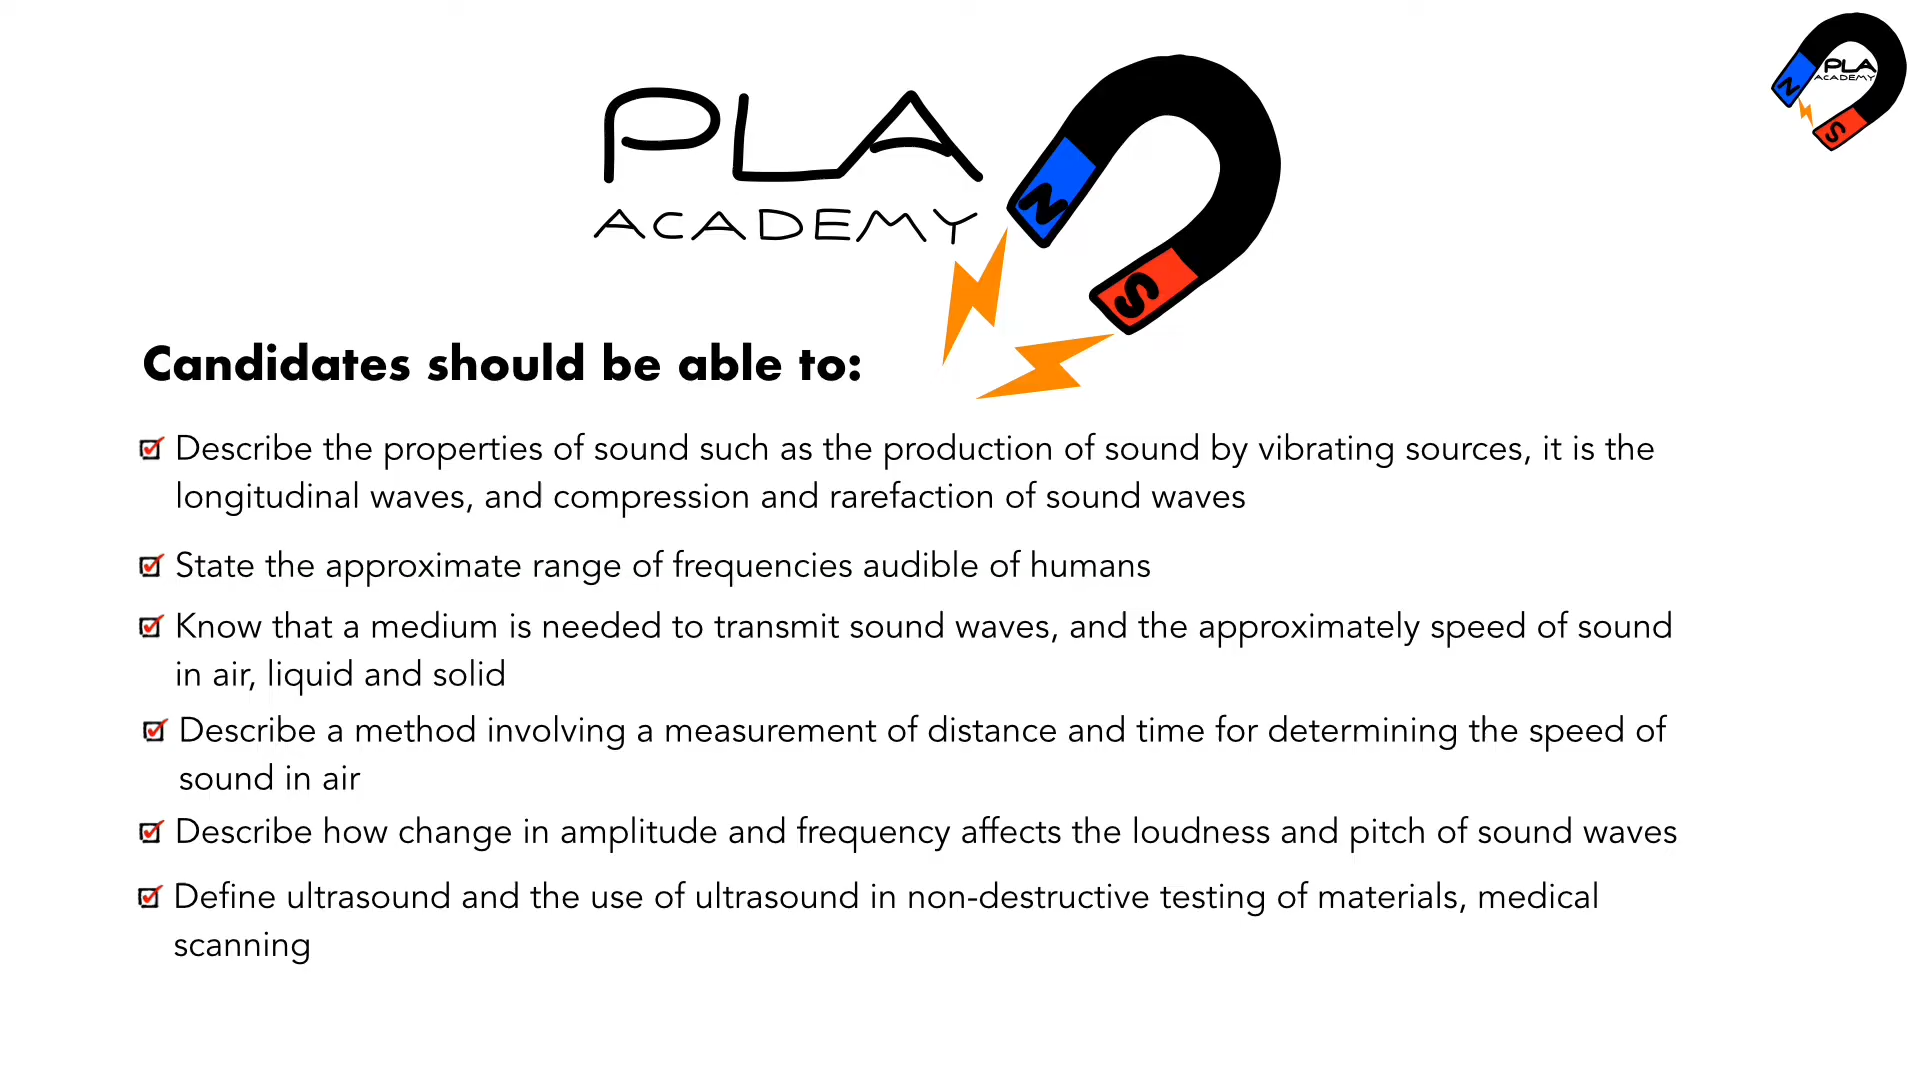 PLA
ACADEMY
N
S
PLA
ACADEMY
N
S
Candidates should be able to:
Describe the properties of sound such as the production of sound by vibrating sources, it is the
longitudinal waves, and compression and rarefaction of sound waves
State the approximate range of frequencies audible of humans
Know that a medium is needed to transmit sound waves, and the approximately speed of sound
in air, liquid and solid
Describe a method involving a measurement of distance and time for determining the speed of
sound in air
Describe how change in amplitude and frequency affects the loudness and pitch of sound waves
Define ultrasound and the use of ultrasound in non-destructive testing of materials, medical
scanning